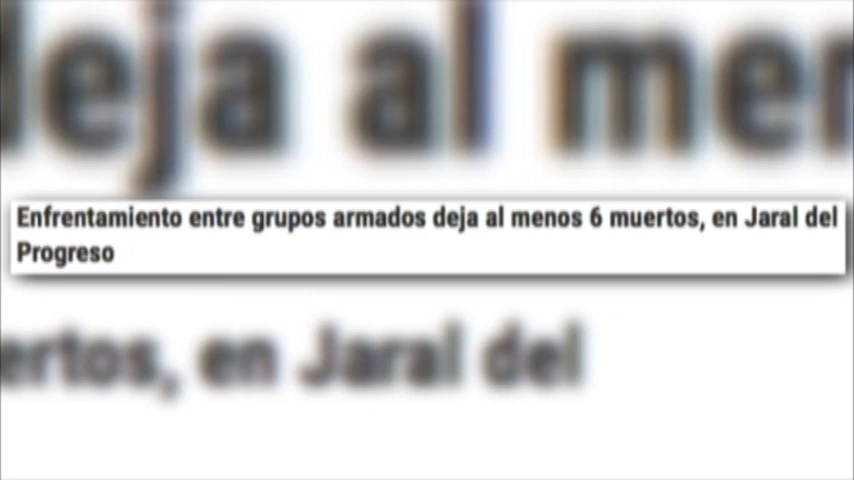 deja al men
Enfrentamiento entre grupos armados deja al menos 6 muertos, en Jaral del
Progreso
ertos, en Jaral del